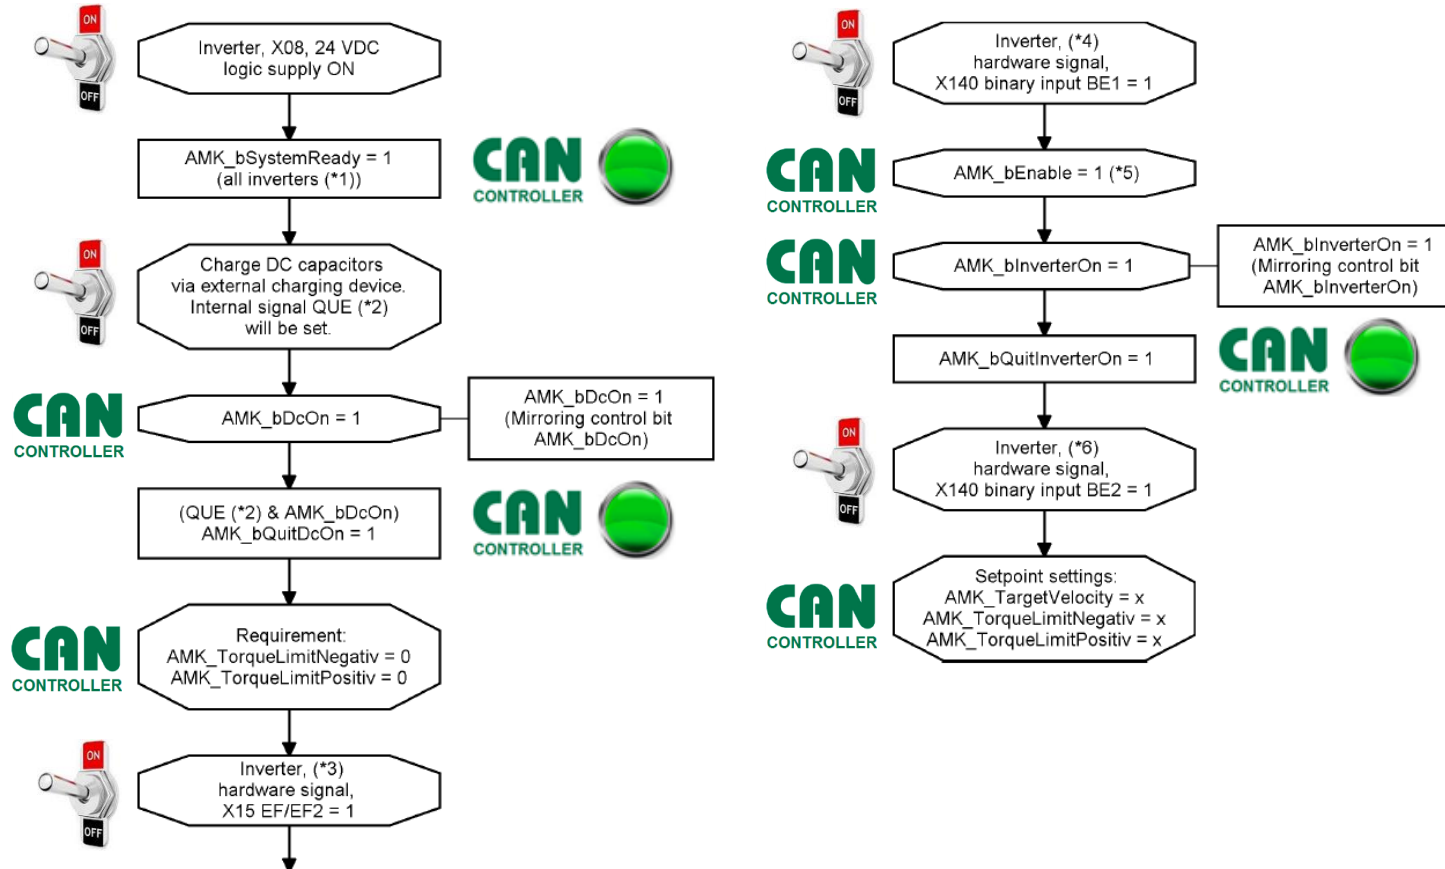 ON
OFF
Inverter, X08, 24 VDC
logic supply ON
AMK_bSystemReady = 1
(all inverters (*1))
CAN
CONTROLLER
ON
OFF
Charge DC capacitors
via external charging device.
Internal signal QUE (*2)
will be set.
CAN
CONTROLLER
AMK_bDcOn = 1
AMK_bDcOn = 1
(Mirroring control bit
AMK_bDcOn)
(QUE (*2) & AMK_bDcOn)
AMK_bQuitDcOn = 1
CAN
CONTROLLER
CAN
CONTROLLER
Requirement:
AMK_TorqueLimitNegativ = 0
AMK_TorqueLimitPositiv = 0
ON
OFF
Inverter, (*3)
hardware signal,
X15 EF/EF2 = 1
ON
OFF
Inverter, (*4)
hardware signal,
X140 binary input BE1 = 1
CAN
CONTROLLER
AMK_bEnable = 1 (*5)
CAN
CONTROLLER
AMK_bInverterOn = 1
AMK_bInverterOn = 1
(Mirroring control bit
AMK_bInverterOn)
AMK_bQuitInverterOn = 1
CAN
CONTROLLER
ON
OFF
Inverter, (*6)
hardware signal,
X140 binary input BE2 = 1
CAN
CONTROLLER
Setpoint settings:
AMK_TargetVelocity = x
AMK_TorqueLimitNegativ = x
AMK_TorqueLimitPositiv = x